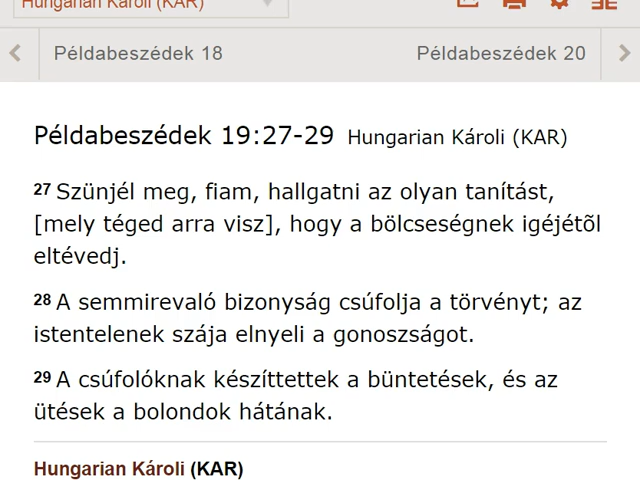 Hungarian Károli (KAR)
Példabeszédek 18
Példabeszédek 20
Példabeszédek 19:27-29 Hungarian Károli (KAR)
27 Szünjél meg, fiam, hallgatni az olyan tanítást,
[mely téged arra visz], hogy a bölcseségnek igéjétõl
eltévedj.
28 A semmirevaló bizonyság csúfolja a törvényt; az
istentelenek szája elnyeli a gonoszságot.
29 A csúfolóknak készíttettek a büntetések, és az
ütések a bolondok hátának.
Hungarian Károli (KAR)